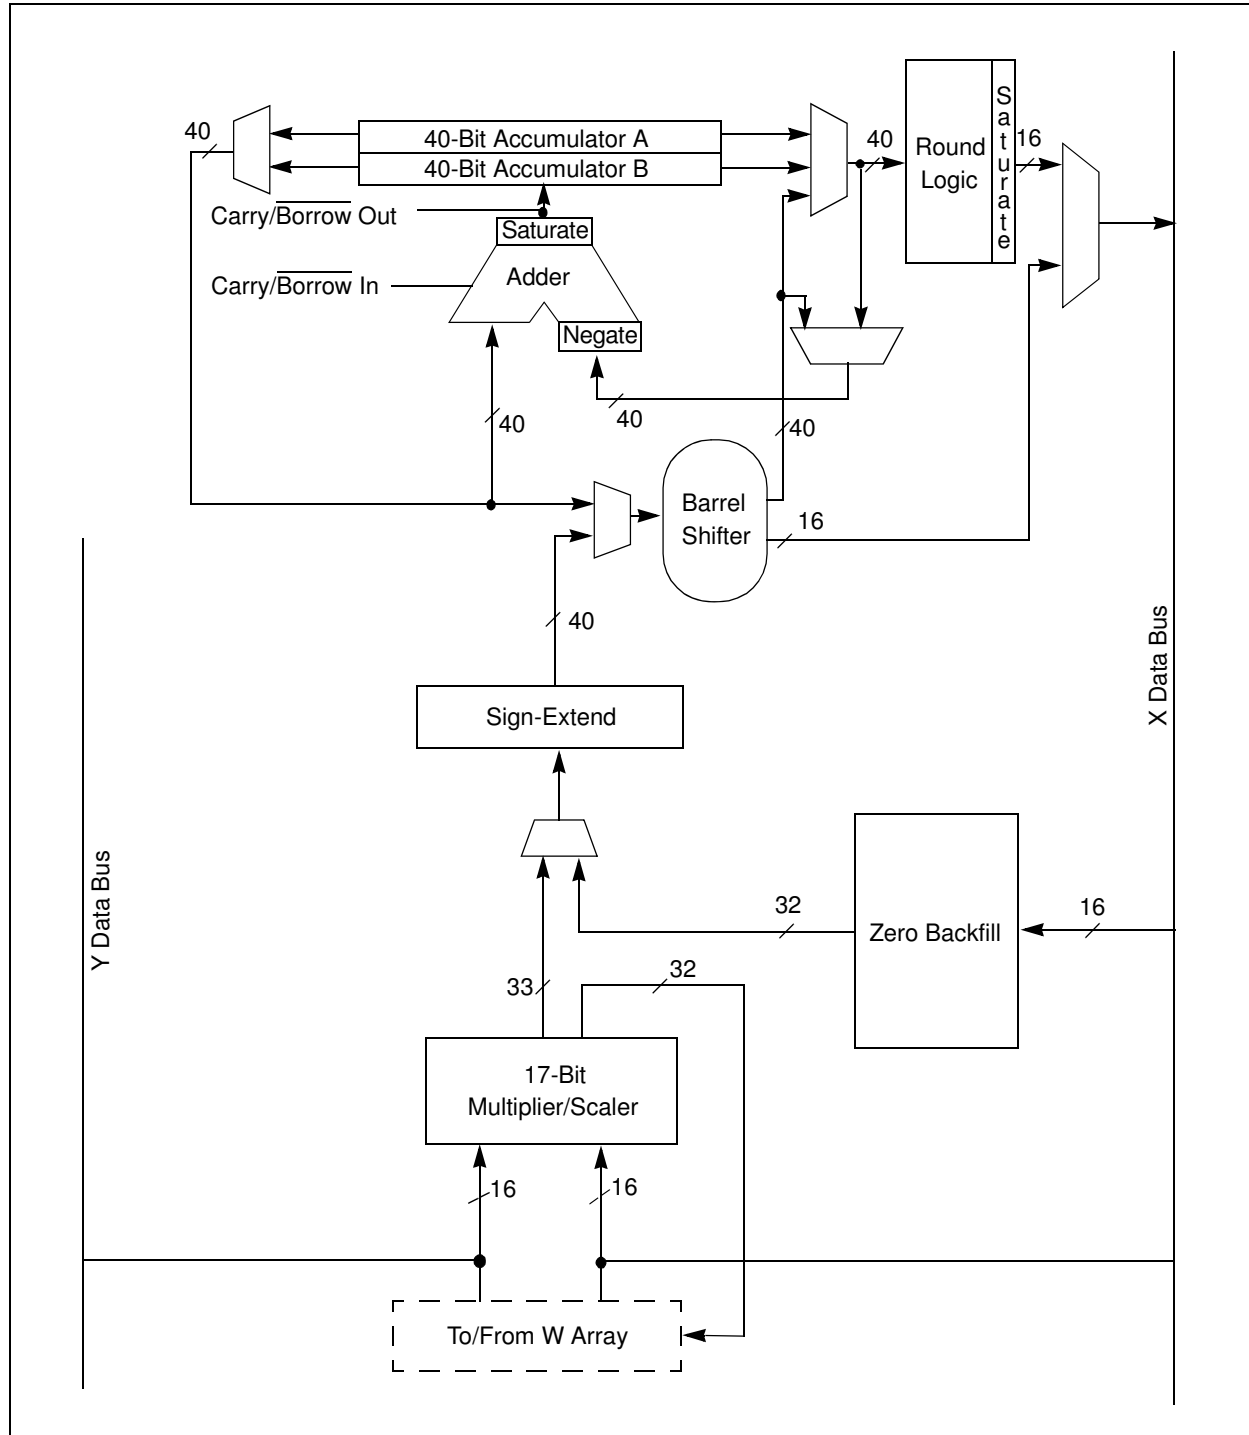 40
40-Bit Accumulator A
40-Bit Accumulator B
40
Round
Logic
Saturate
16
Carry/Borrow Out
Saturate
Adder
Carry/Borrow In
Negate
40
40
40
Barrel
Shifter
16
40
X Data Bus
Sign-Extend
Y Data Bus
32
Zero Backfill
16
33
32
17-Bit
Multiplier/Scaler
16
16
To/From W Array